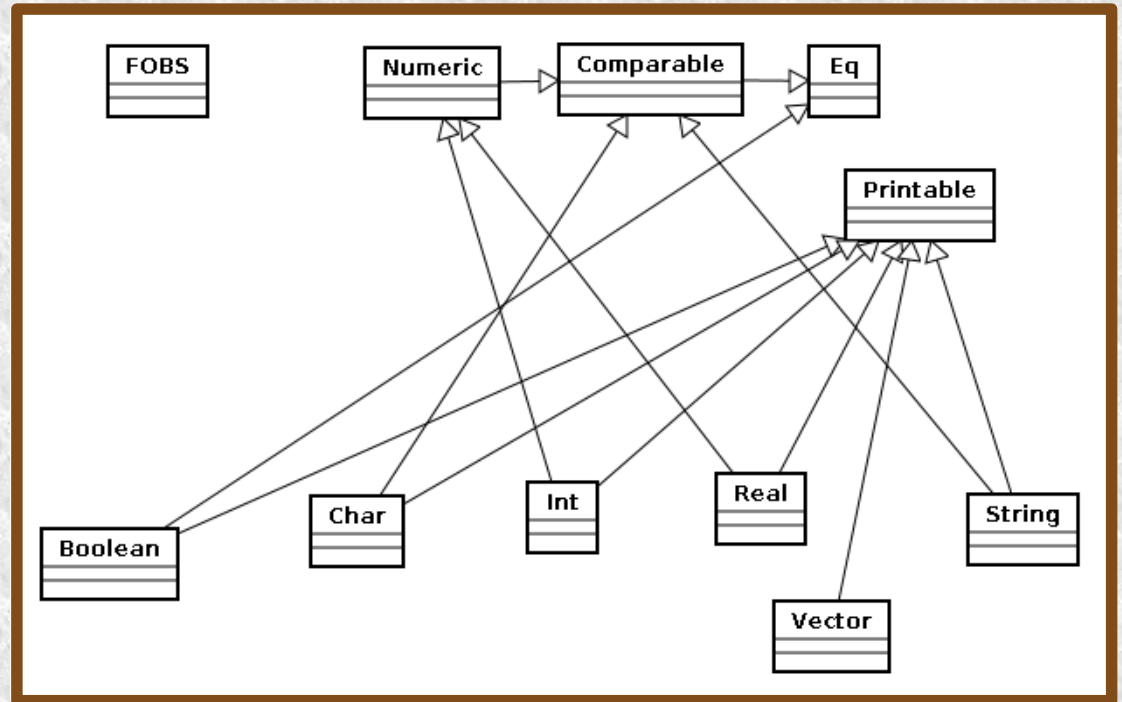 FOBS
Numeric
Comparable
Eq
Printable
Boolean
Char
Int
Real
String
Vector